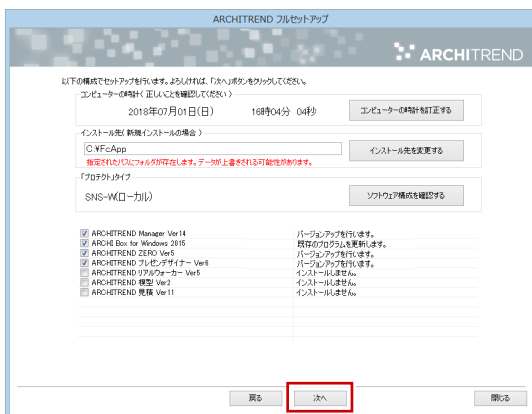 ARCHITREND フルセットアップ
ARCHITREND
以下の構成でセットアップを行います。よろしければ、「次へ」ボタンをクリックしてください。
コンピューターの時計( 正しいことを確認してください )
2018年07月01日(日) 16時04分 04秒 コンピューターの時計を訂正する
インストール先( 新規インストールの場合 )
C:¥FcApp インストール先を変更する
指定されたパスにフォルダが存在します。データが上書きされる可能性があります。
「プロテクト」タイプ
SNS-W(ローカル) ソフトウェア構成を確認する
ARCHITREND Manager Ver14 バージョンアップを行います。
ARCHI Box for Windows 2015 既存のプログラムを更新します。
ARCHITREND ZERO Ver5 バージョンアップを行います。
ARCHITREND プレゼンデザイナー Ver6 バージョンアップを行います。
ARCHITREND リアルウォーカー Ver5 インストールしません。
ARCHITREND 模型 Ver2 インストールしません。
ARCHITREND 見積 Ver11 インストールしません。
戻る 次へ 閉じる